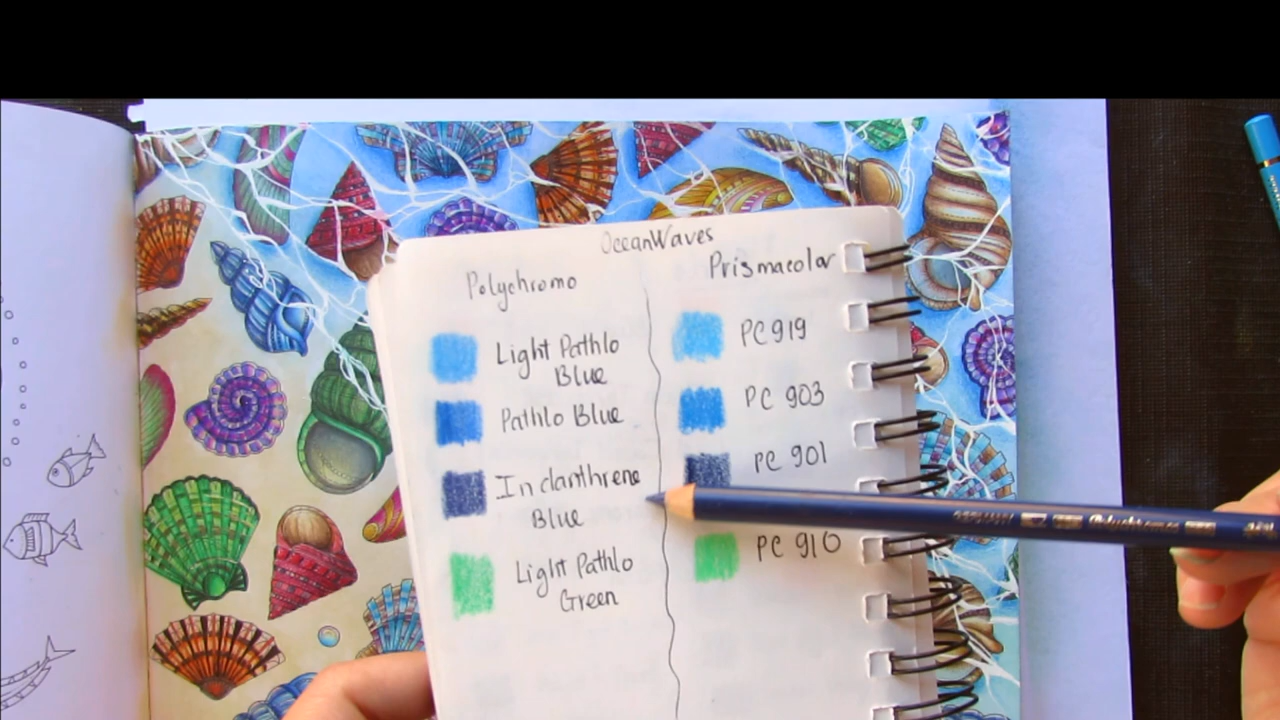 OceanWaves
Polychromo
Prismacolor
Light Pathlo
Blue
PC 919
Pathlo Blue
PC 903
Indanthrene
Blue
PC 901
Light Pathlo
Green
PC 910